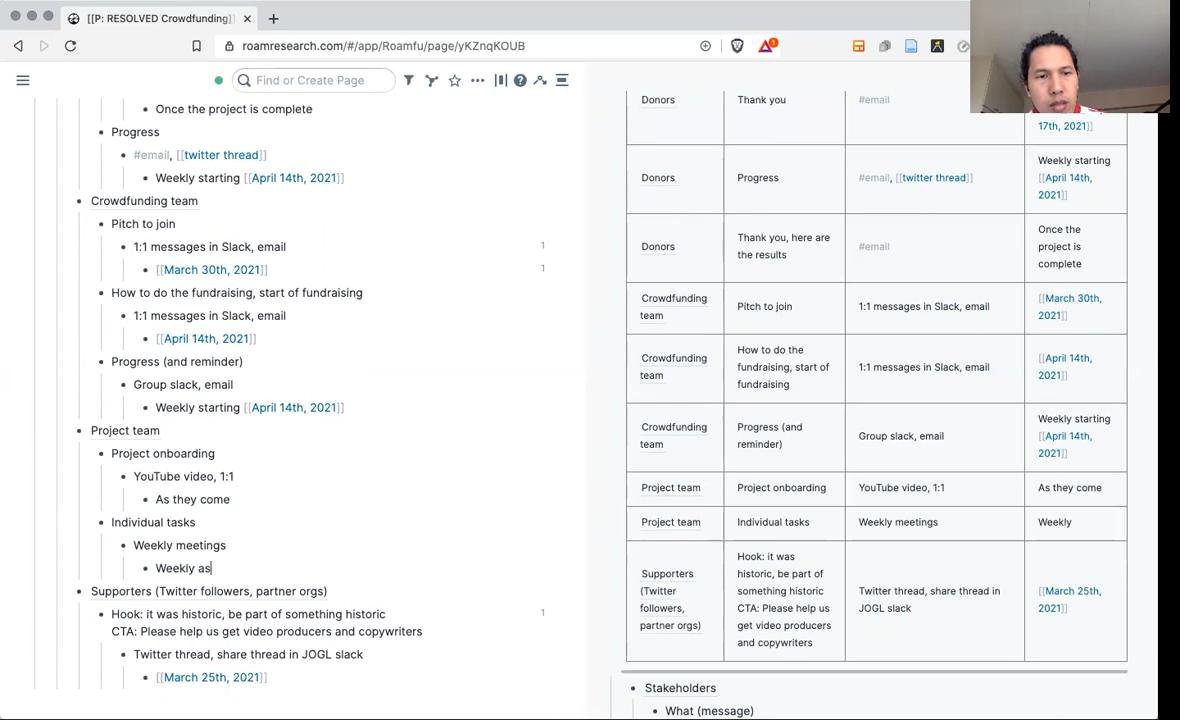 [[P: RESOLVED Crowdfunding]
roamresearch.com/#/app/Roamfu/page/yKZnqKOUB
1
Find or Create Page
Once the project is complete
Progress
#email, [[twitter thread]]
Weekly starting [[April 14th, 2021]]
Crowdfunding team
Pitch to join
1:1 messages in Slack, email
1
[[March 30th, 2021]]
1
How to do the fundraising, start of fundraising
1:1 messages in Slack, email
[[April 14th, 2021]]
Progress (and reminder)
Group slack, email
Weekly starting [[April 14th, 2021]]
Project team
Project onboarding
YouTube video, 1:1
As they come
Individual tasks
Weekly meetings
Weekly as
Supporters (Twitter followers, partner orgs)
Hook: it was historic, be part of something historic
1
CTA: Please help us get video producers and copywriters
Twitter thread, share thread in JOGL slack
[[March 25th, 2021]]
Donors
Thank you
#email
17th, 2021]]
Donors
Progress
#email, [[twitter thread]]
Weekly starting
[[April 14th,
2021]]
Donors
Thank you, here are
the results
#email
Once the
project is
complete
Crowdfunding
team
Pitch to join
1:1 messages in Slack, email
[[March 30th,
2021]]
Crowdfunding
team
How to do the
fundraising, start of
fundraising
1:1 messages in Slack, email
[[April 14th,
2021]]
Crowdfunding
team
Progress (and
reminder)
Group slack, email
Weekly starting
[[April 14th,
2021]]
Project team
Project onboarding
YouTube video, 1:1
As they come
Project team
Individual tasks
Weekly meetings
Weekly
Supporters
(Twitter
followers,
partner orgs)
Hook: it was
historic, be part of
something historic
CTA: Please help us
get video producers
and copywriters
Twitter thread, share thread in
JOGL slack
[[March 25th,
2021]]
Stakeholders
What (message)